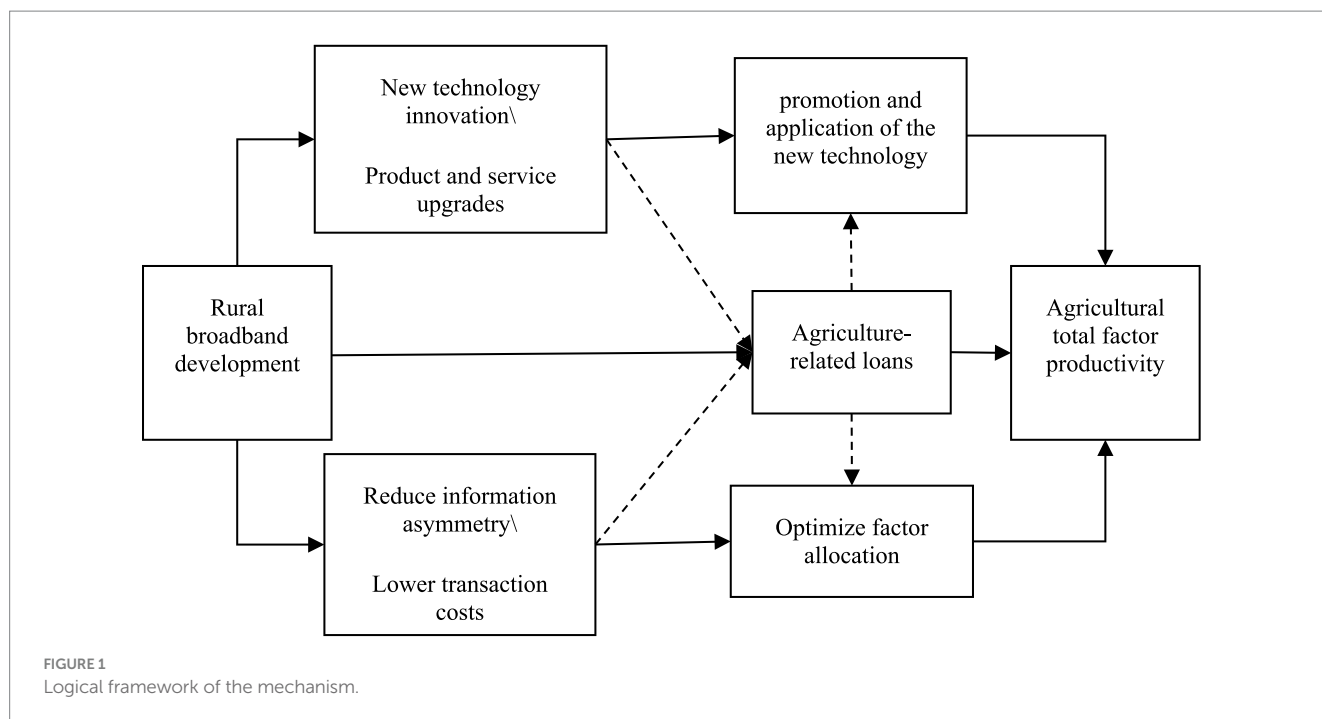 New technology
innovation\
Product and service
upgrades
promotion and
application of the
new technology
Rural
broadband
development
Agriculture-
related loans
Agricultural
total factor
productivity
Reduce information
asymmetry\
Lower transaction
costs
Optimize factor
allocation
FIGURE 1
Logical framework of the mechanism.